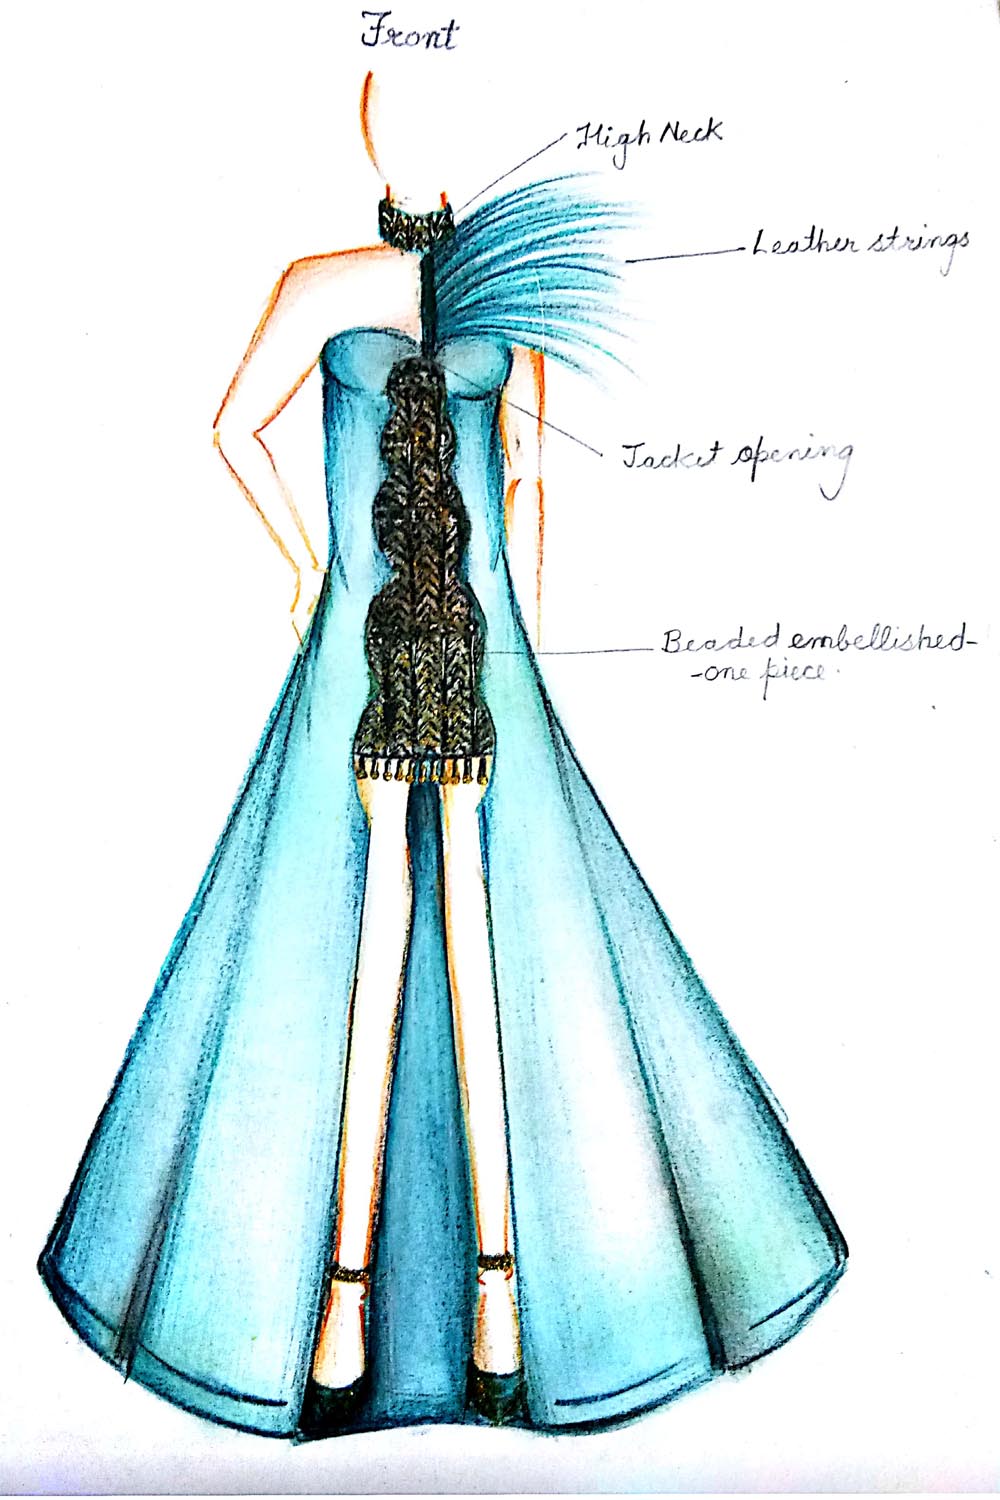 Front
High Neck
Leather strings
Jacket opening
Beaded embellished-
-one piece.